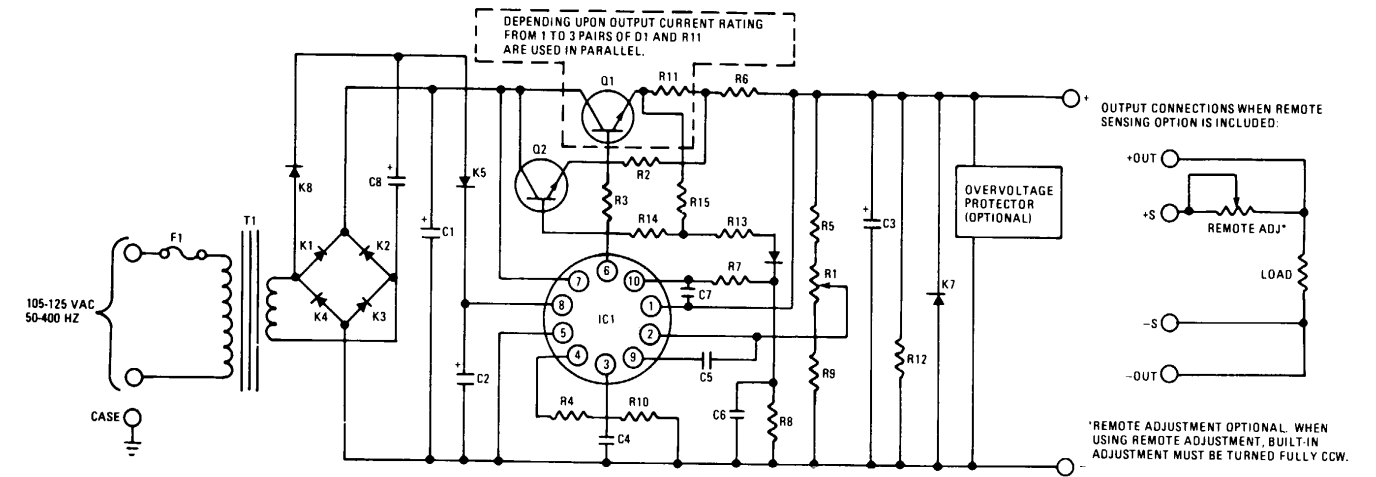 DEPENDING UPON OUTPUT CURRENT RATING
FROM 1 TO 3 PAIRS OF D1 AND R11
ARE USED IN PARALLEL.
Q1
R11
R6
+
OUTPUT CONNECTIONS WHEN REMOTE
SENSING OPTION IS INCLUDED:
+OUT
+S
REMOTE ADJ*
LOAD
-S
-OUT
*REMOTE ADJUSTMENT OPTIONAL. WHEN
USING REMOTE ADJUSTMENT, BUILT-IN
ADJUSTMENT MUST BE TURNED FULLY CCW.
K8
+
C8
K5
Q2
R2
R3
R15
R14
R13
OVERVOLTAGE
PROTECTOR
(OPTIONAL)
+
C1
+
C3
R5
T1
F1
K1
K2
K4
K3
105-125 VAC
50-400 HZ
CASE
6
7
10
R7
C7
8
1
IC1
5
2
4
3
9
C5
R1
K7
R12
R9
+
C2
R4
R10
C4
C6
R8
-